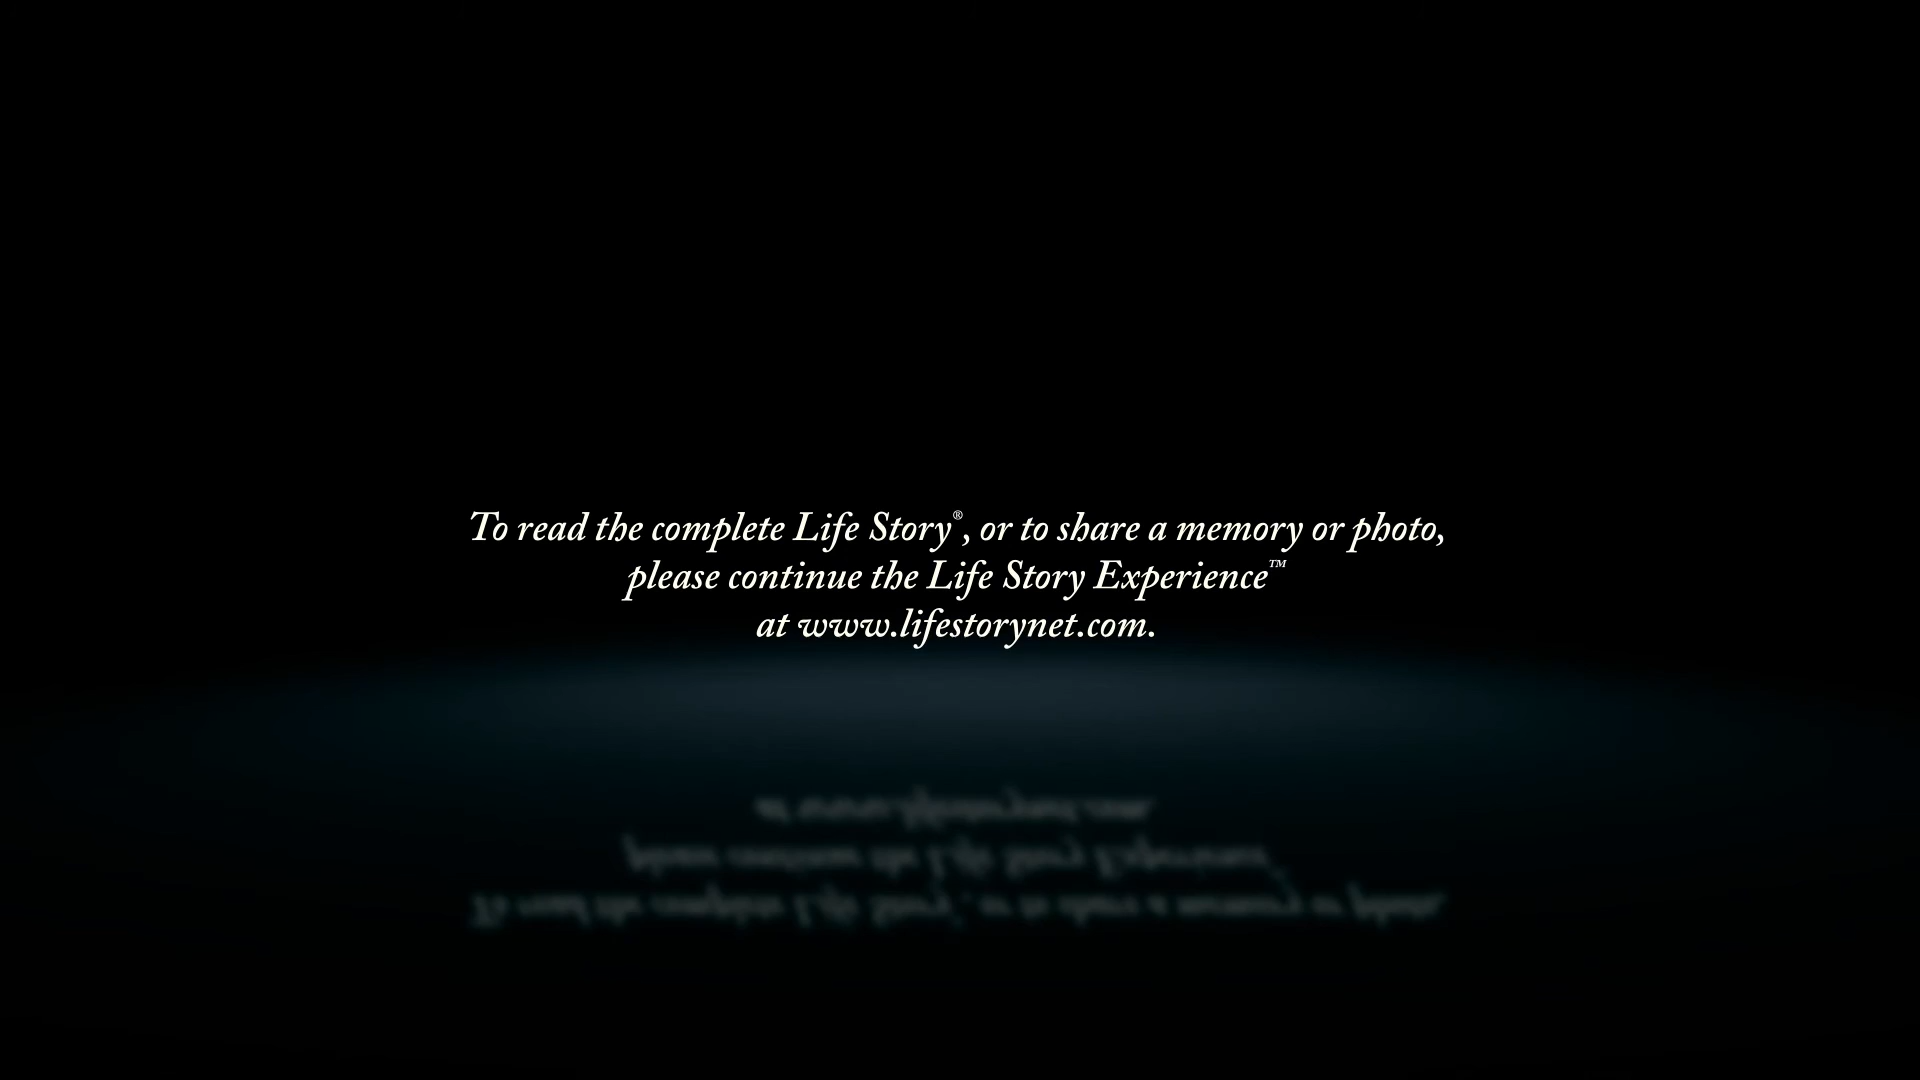 To read the complete Life Story®, or to share a memory or photo,
please continue the Life Story Experience™
at www.lifestorynet.com.